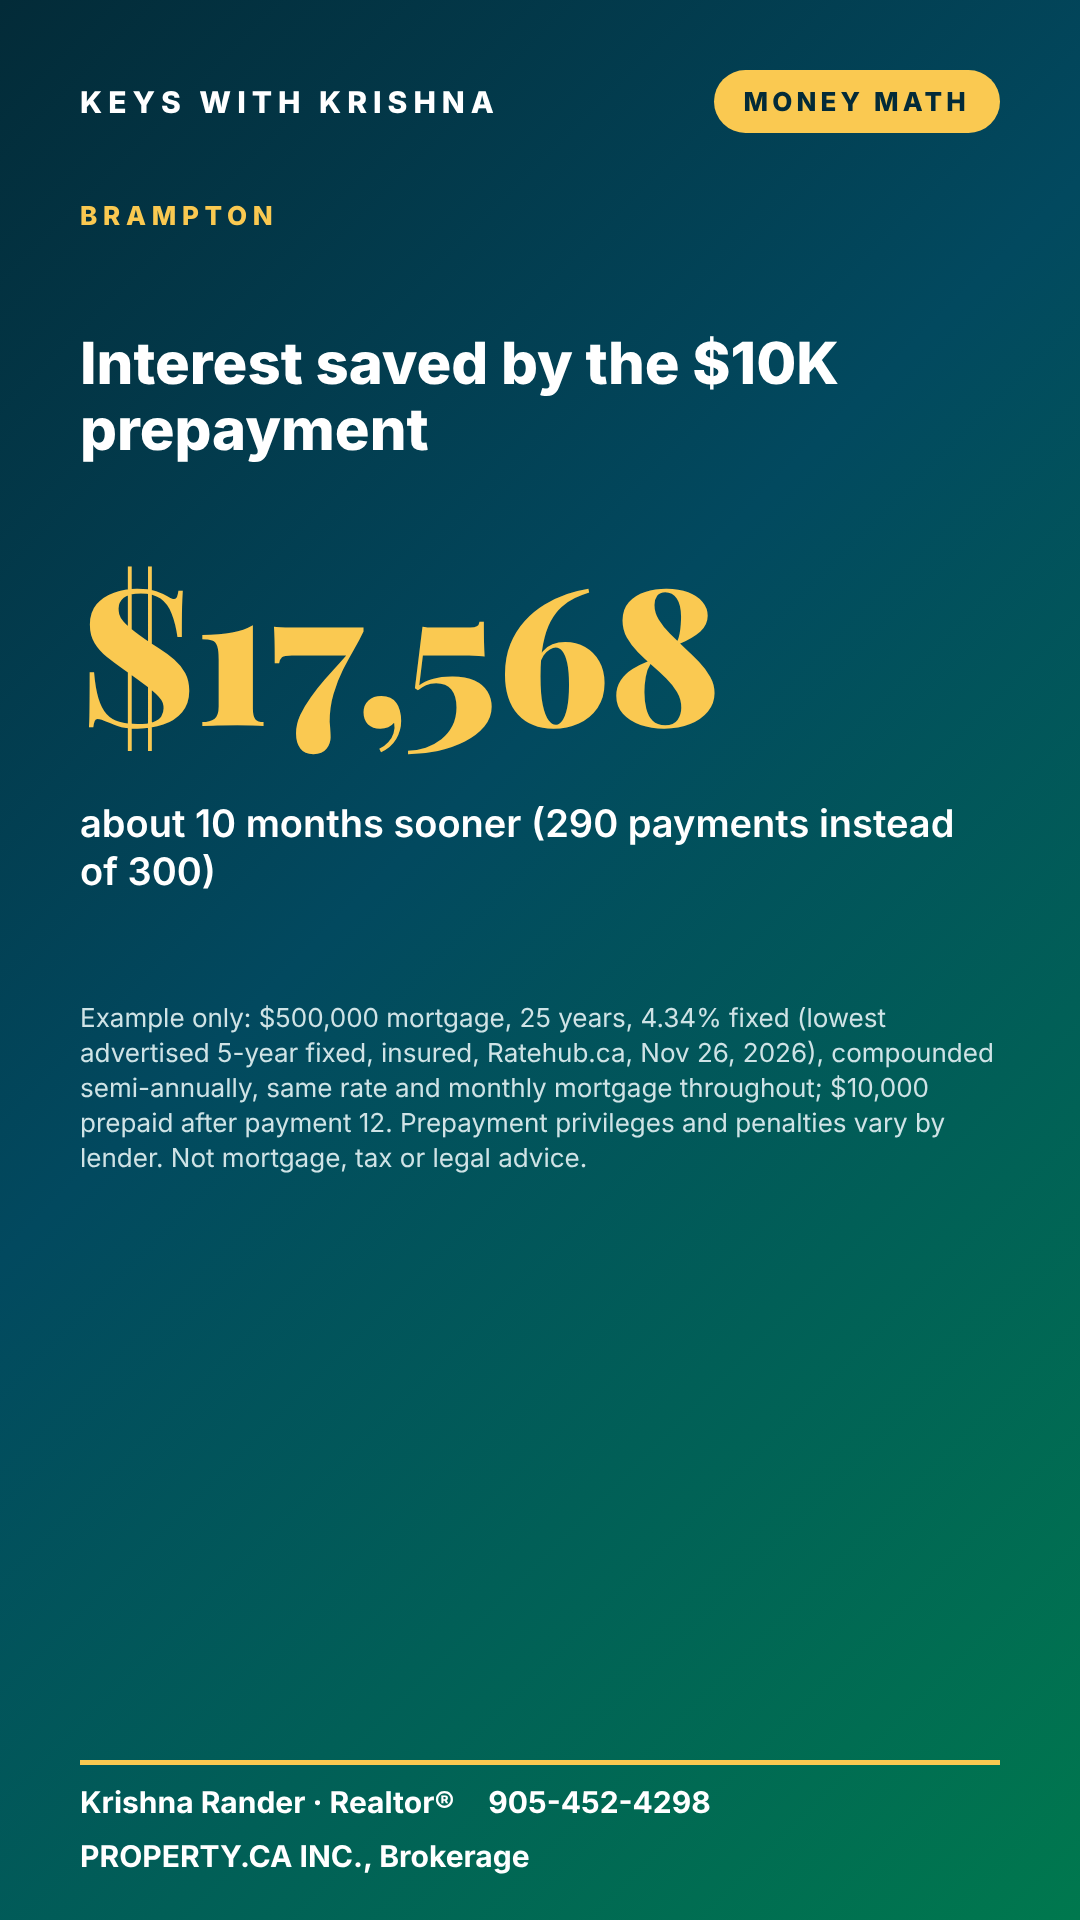 KEYS WITH KRISHNA
MONEY MATH
BRAMPTON
Interest saved by the $10K
prepayment
$17,568
about 10 months sooner (290 payments instead
of 300)
Example only: $500,000 mortgage, 25 years, 4.34% fixed (lowest
advertised 5-year fixed, insured, Ratehub.ca, Nov 26, 2026), compounded
semi-annually, same rate and monthly mortgage throughout; $10,000
prepaid after payment 12. Prepayment privileges and penalties vary by
lender. Not mortgage, tax or legal advice.
Krishna Rander · Realtor® 905-452-4298
PROPERTY.CA INC., Brokerage